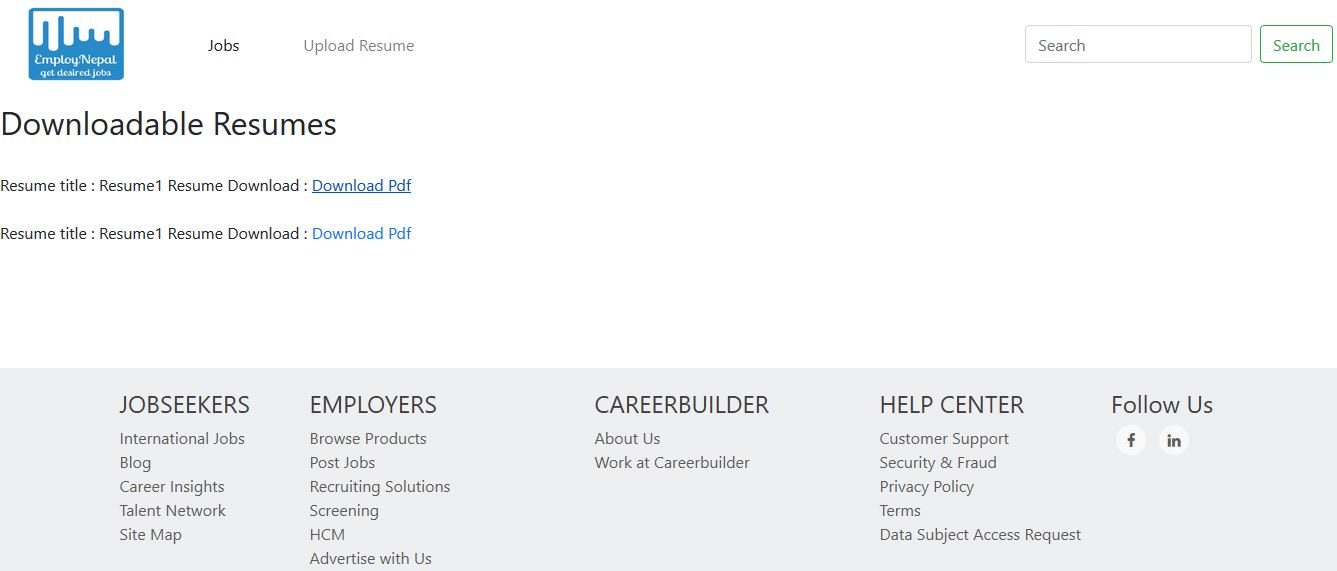 Employ'Nepal
get desired jobs
Jobs
Upload Resume
Search
Search
Downloadable Resumes
Resume title : Resume1 Resume Download : Download Pdf
Resume title : Resume1 Resume Download : Download Pdf
JOBSEEKERS
International Jobs
Blog
Career Insights
Talent Network
Site Map
EMPLOYERS
Browse Products
Post Jobs
Recruiting Solutions
Screening
HCM
Advertise with Us
CAREERBUILDER
About Us
Work at Careerbuilder
HELP CENTER
Customer Support
Security & Fraud
Privacy Policy
Terms
Data Subject Access Request
Follow Us
f
in